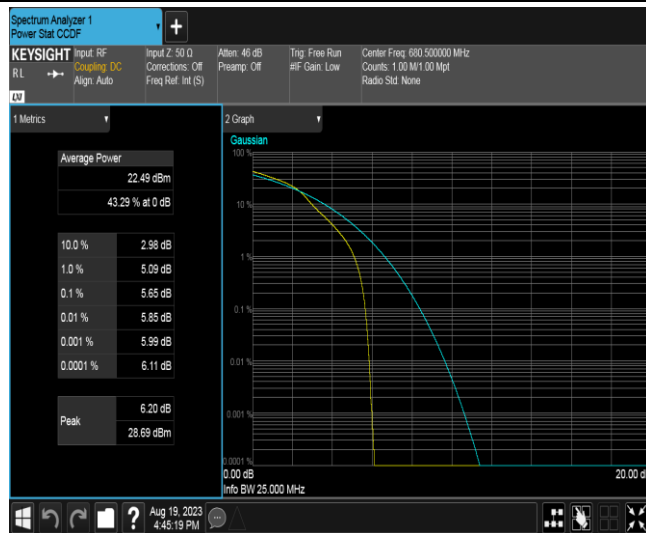 Spectrum Analyzer 1
Power Stat CCDF
+
KEYSIGHT
RL
Input: RF
Coupling: DC
Align: Auto
Input Z: 50 Ω
Corrections: Off
Freq Ref: Int (S)
Atten: 46 dB
Preamp: Off
Trig: Free Run
#IF Gain: Low
Center Freq: 680.500000 MHz
Counts: 1.00 M/1.00 Mpt
Radio Std: None
1 Metrics
Average Power
22.49 dBm
43.29 % at 0 dB
10.0 % 2.98 dB
1.0 % 5.09 dB
0.1 % 5.65 dB
0.01 % 5.85 dB
0.001 % 5.99 dB
0.0001 % 6.11 dB
Peak
6.20 dB
28.69 dBm
2 Graph
Gaussian
100 %
10 %
1 %
0.1 %
0.01 %
0.001 %
0.0001 %
0.00 dB
20.00 d
Info BW 25.000 MHz
?
Aug 19, 2023
4:45:19 PM